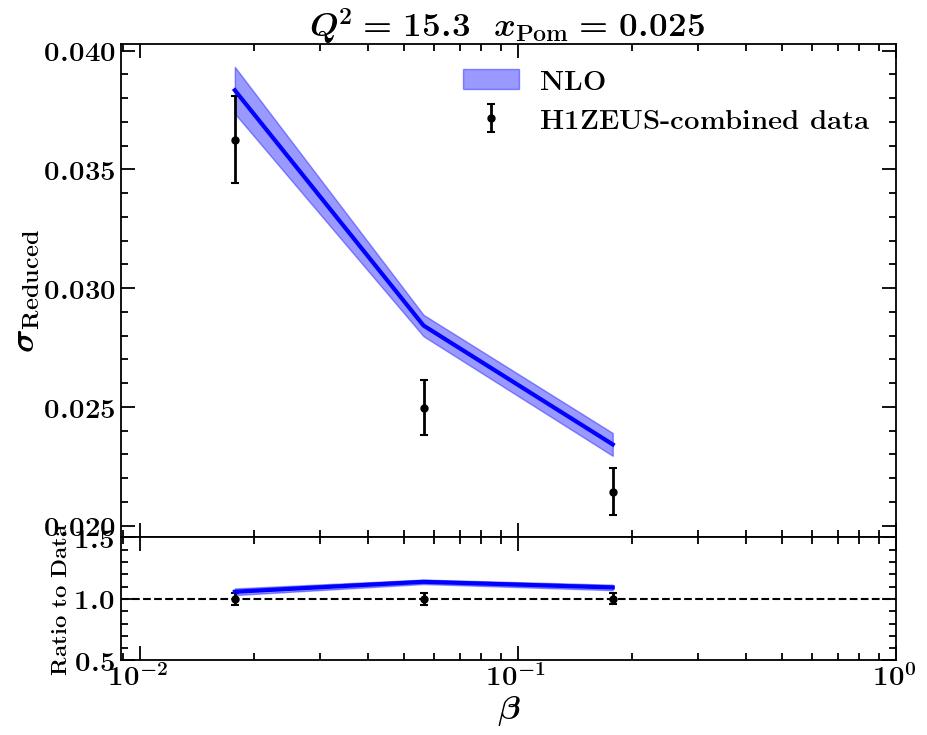 Q² = 15.3 x_Pom = 0.025
0.040
NLO
H1ZEUS-combined data
0.035
0.030
0.025
0.020
σ_Reduced
1.5
1.0
0.5
Ratio to Data
10⁻² 10⁻¹ 10⁰
β